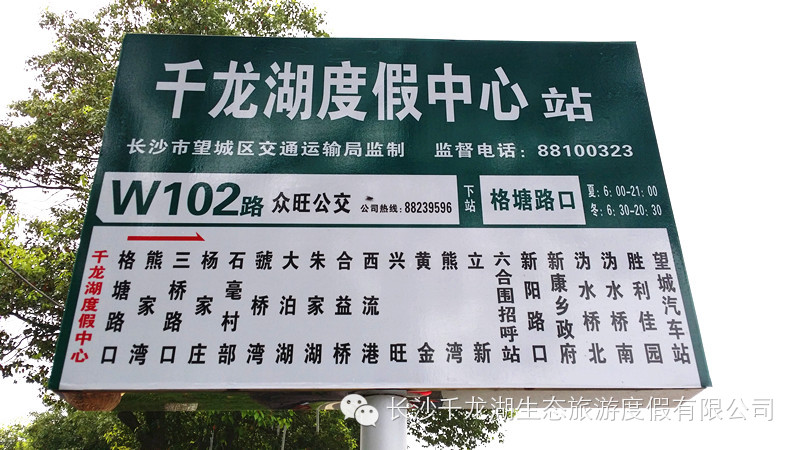 千龙湖度假中心 站
长沙市望城区交通运输局监制 监督电话：88100323
W102路 众旺公交 公司热线：88239596
下站
格塘路口
夏：6：00-21：00
冬：6：30-20：30
千龙湖度假中心
格塘路口
熊家湾
三桥路口
杨家庄
石毫村部
虢桥湾
大泊湖
朱家湖
合益桥
西流港
兴旺
黄金
熊湾
立新
六合围招呼站
新阳路口
新康乡政府
沩水桥北
沩水桥南
胜利佳园
望城汽车站
长沙千龙湖生态旅游度假有限公司